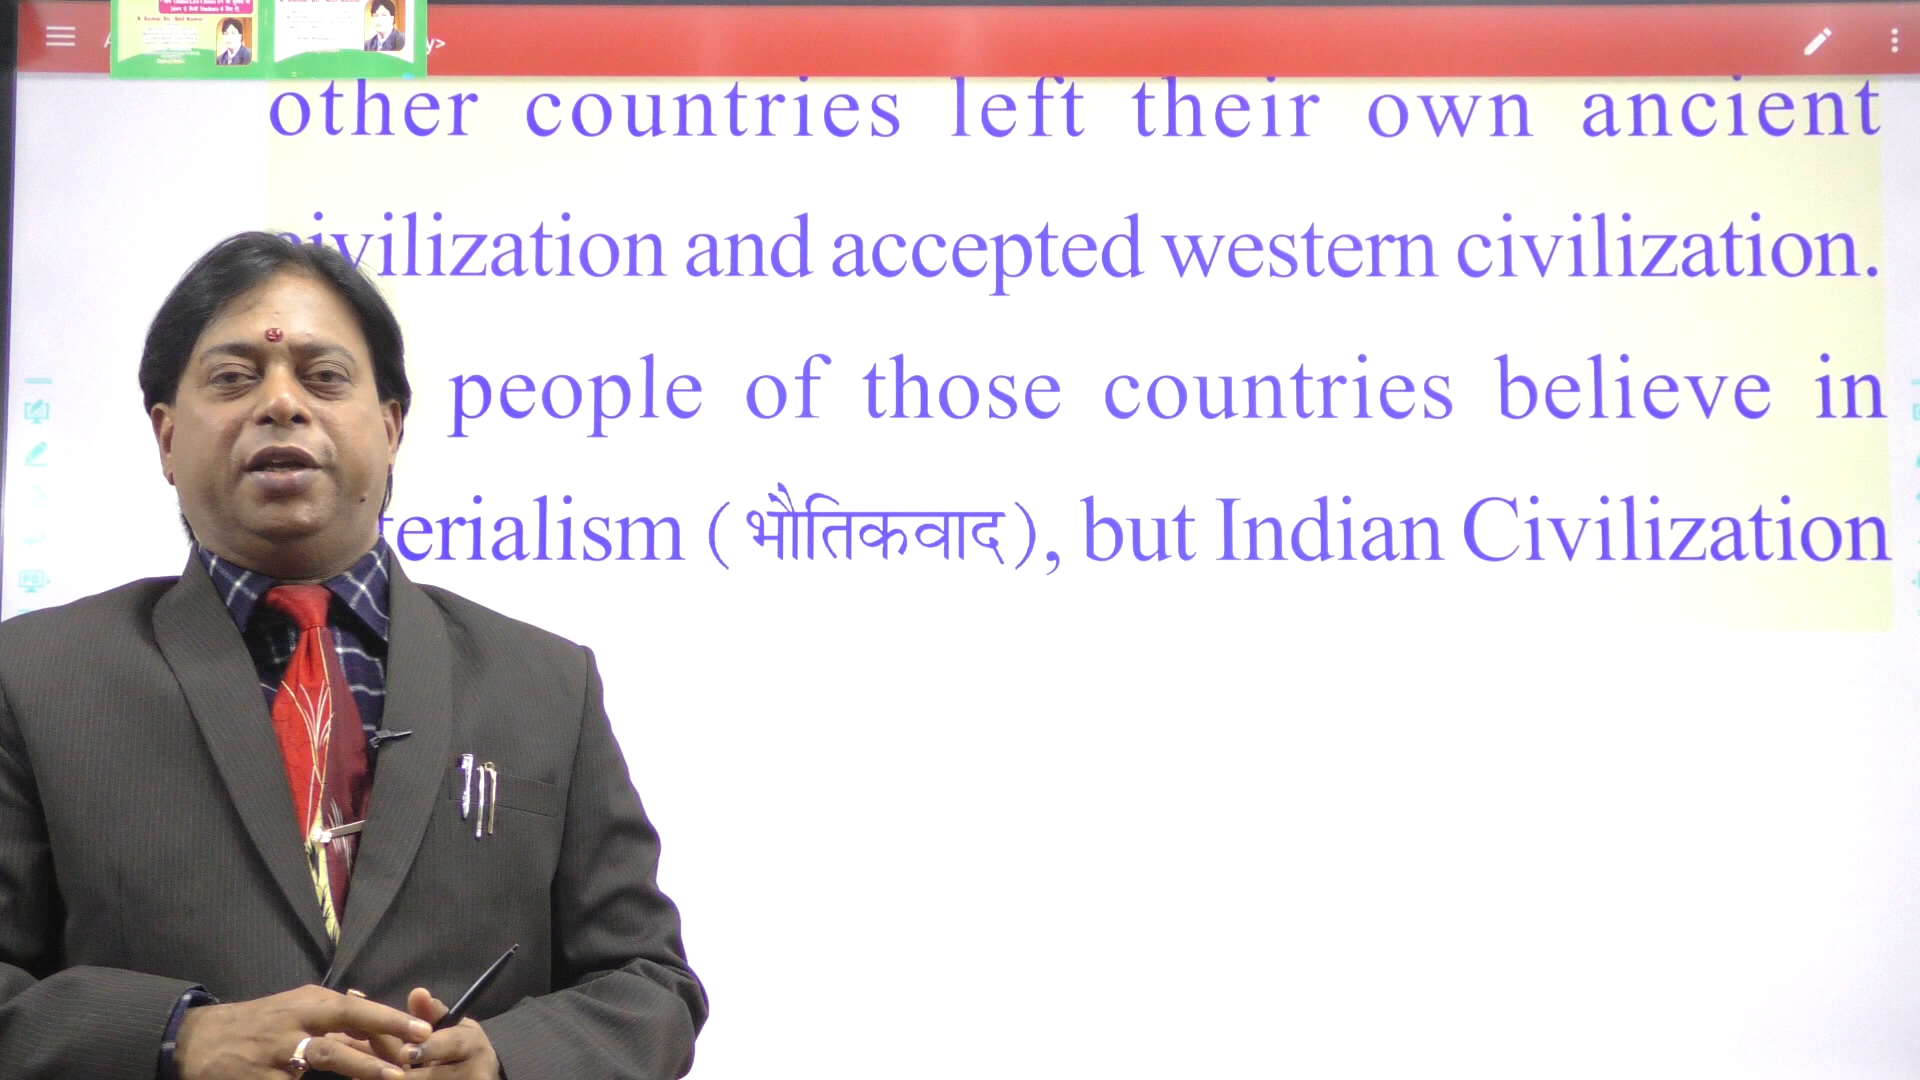 y>
other countries left their own ancient
civilization and accepted western civilization.
people of those countries believe in
terialism (भौतिकवाद), but Indian Civilization